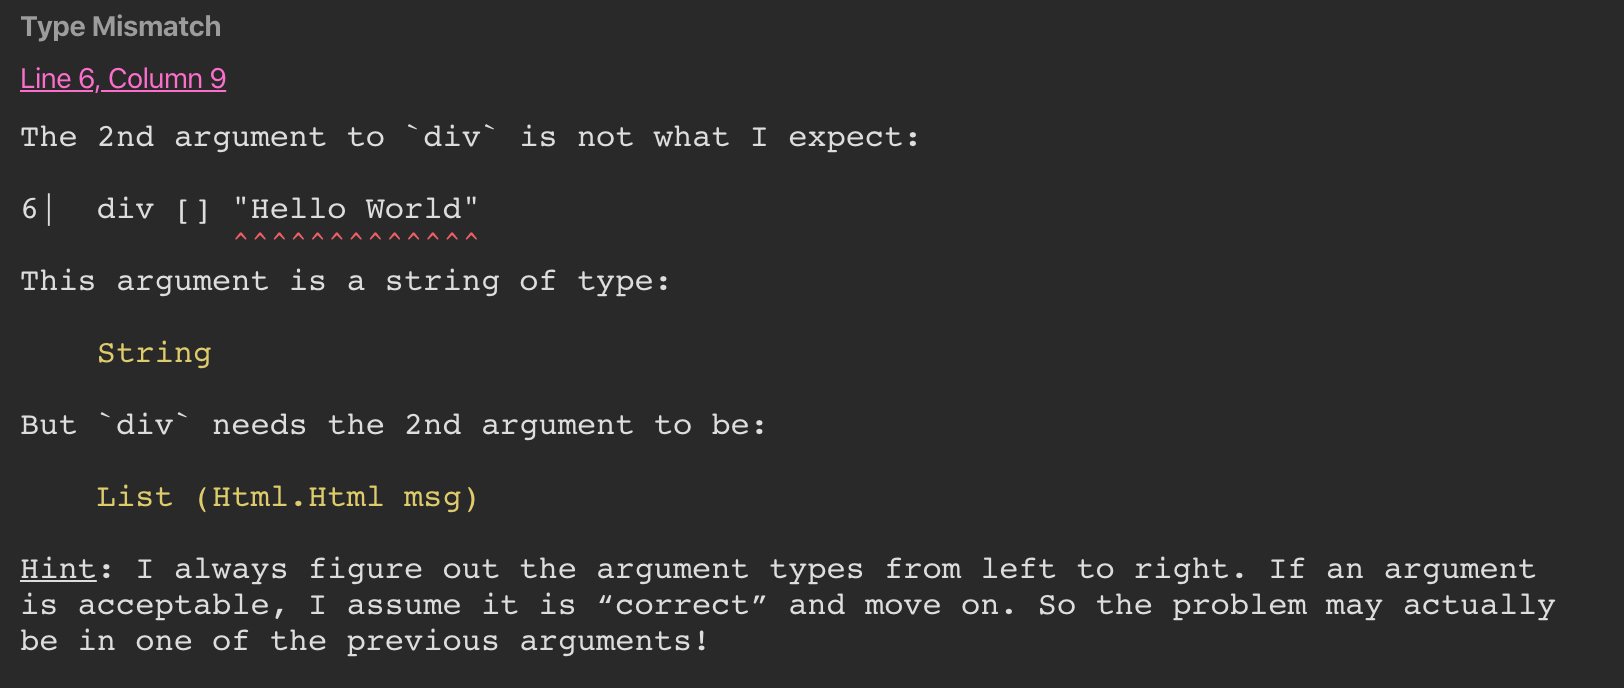 Type Mismatch
Line 6, Column 9
The 2nd argument to `div` is not what I expect:
6|  div [] "Hello World"
           ^^^^^^^^^^^^^
This argument is a string of type:
    String
But `div` needs the 2nd argument to be:
    List (Html.Html msg)
Hint: I always figure out the argument types from left to right. If an argument
is acceptable, I assume it is “correct” and move on. So the problem may actually
be in one of the previous arguments!